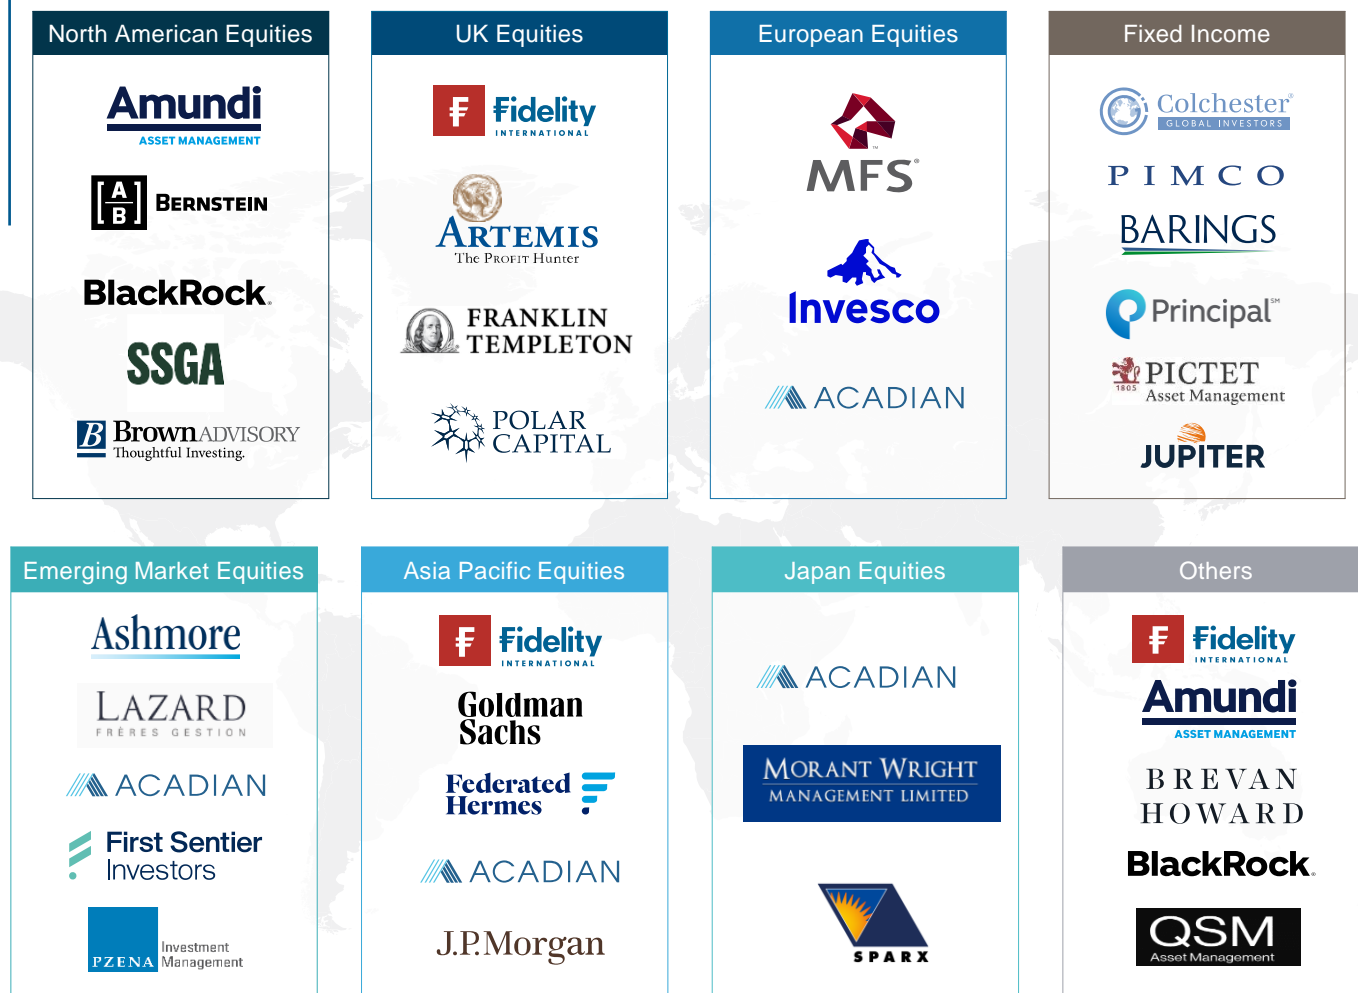 North American Equities
Amundi
ASSET MANAGEMENT
[A B] BERNSTEIN
BlackRock.
SSGA
B Brown ADVISORY
Thoughtful Investing.
UK Equities
Fidelity
INTERNATIONAL
ARTEMIS
The PROFIT Hunter
FRANKLIN
TEMPLETON
POLAR
CAPITAL
European Equities
MFS®
Invesco
ACADIAN
Fixed Income
Colchester®
GLOBAL INVESTORS
PIMCO
BARINGS
Principal℠
1805 PICTET
Asset Management
JUPITER
Emerging Market Equities
Ashmore
LAZARD
FRÈRES GESTION
ACADIAN
First Sentier
Investors
PZENA Investment
Management
Asia Pacific Equities
Fidelity
INTERNATIONAL
Goldman
Sachs
Federated
Hermes
ACADIAN
J.P.Morgan
Japan Equities
ACADIAN
MORANT WRIGHT
MANAGEMENT LIMITED
SPARX
Others
Fidelity
INTERNATIONAL
Amundi
ASSET MANAGEMENT
BREVAN
HOWARD
BlackRock.
QSM
Asset Management